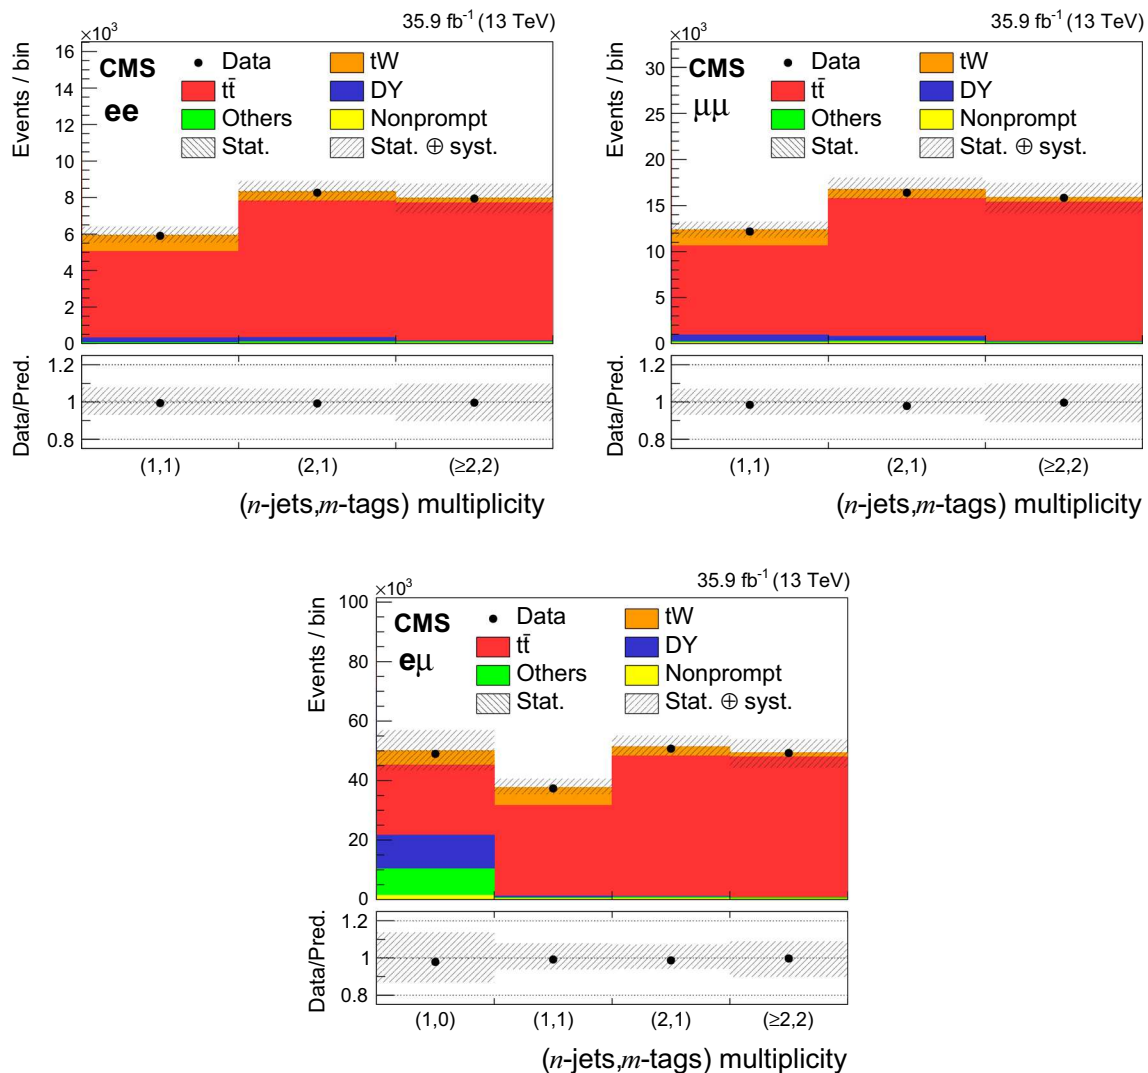 35.9 fb⁻¹ (13 TeV)
×10³
Events / bin
16
14
12
10
8
6
4
2
0
CMS
ee
Data
tW
tt̄
DY
Others
Nonprompt
Stat.
Stat. ⊕ syst.
Data/Pred.
1.2
1
0.8
(1,1)
(2,1)
(≥2,2)
(n-jets,m-tags) multiplicity
35.9 fb⁻¹ (13 TeV)
×10³
Events / bin
30
25
20
15
10
5
0
CMS
μμ
Data
tW
tt̄
DY
Others
Nonprompt
Stat.
Stat. ⊕ syst.
Data/Pred.
1.2
1
0.8
(1,1)
(2,1)
(≥2,2)
(n-jets,m-tags) multiplicity
35.9 fb⁻¹ (13 TeV)
×10³
Events / bin
100
80
60
40
20
0
CMS
eμ
Data
tW
tt̄
DY
Others
Nonprompt
Stat.
Stat. ⊕ syst.
Data/Pred.
1.2
1
0.8
(1,0)
(1,1)
(2,1)
(≥2,2)
(n-jets,m-tags) multiplicity